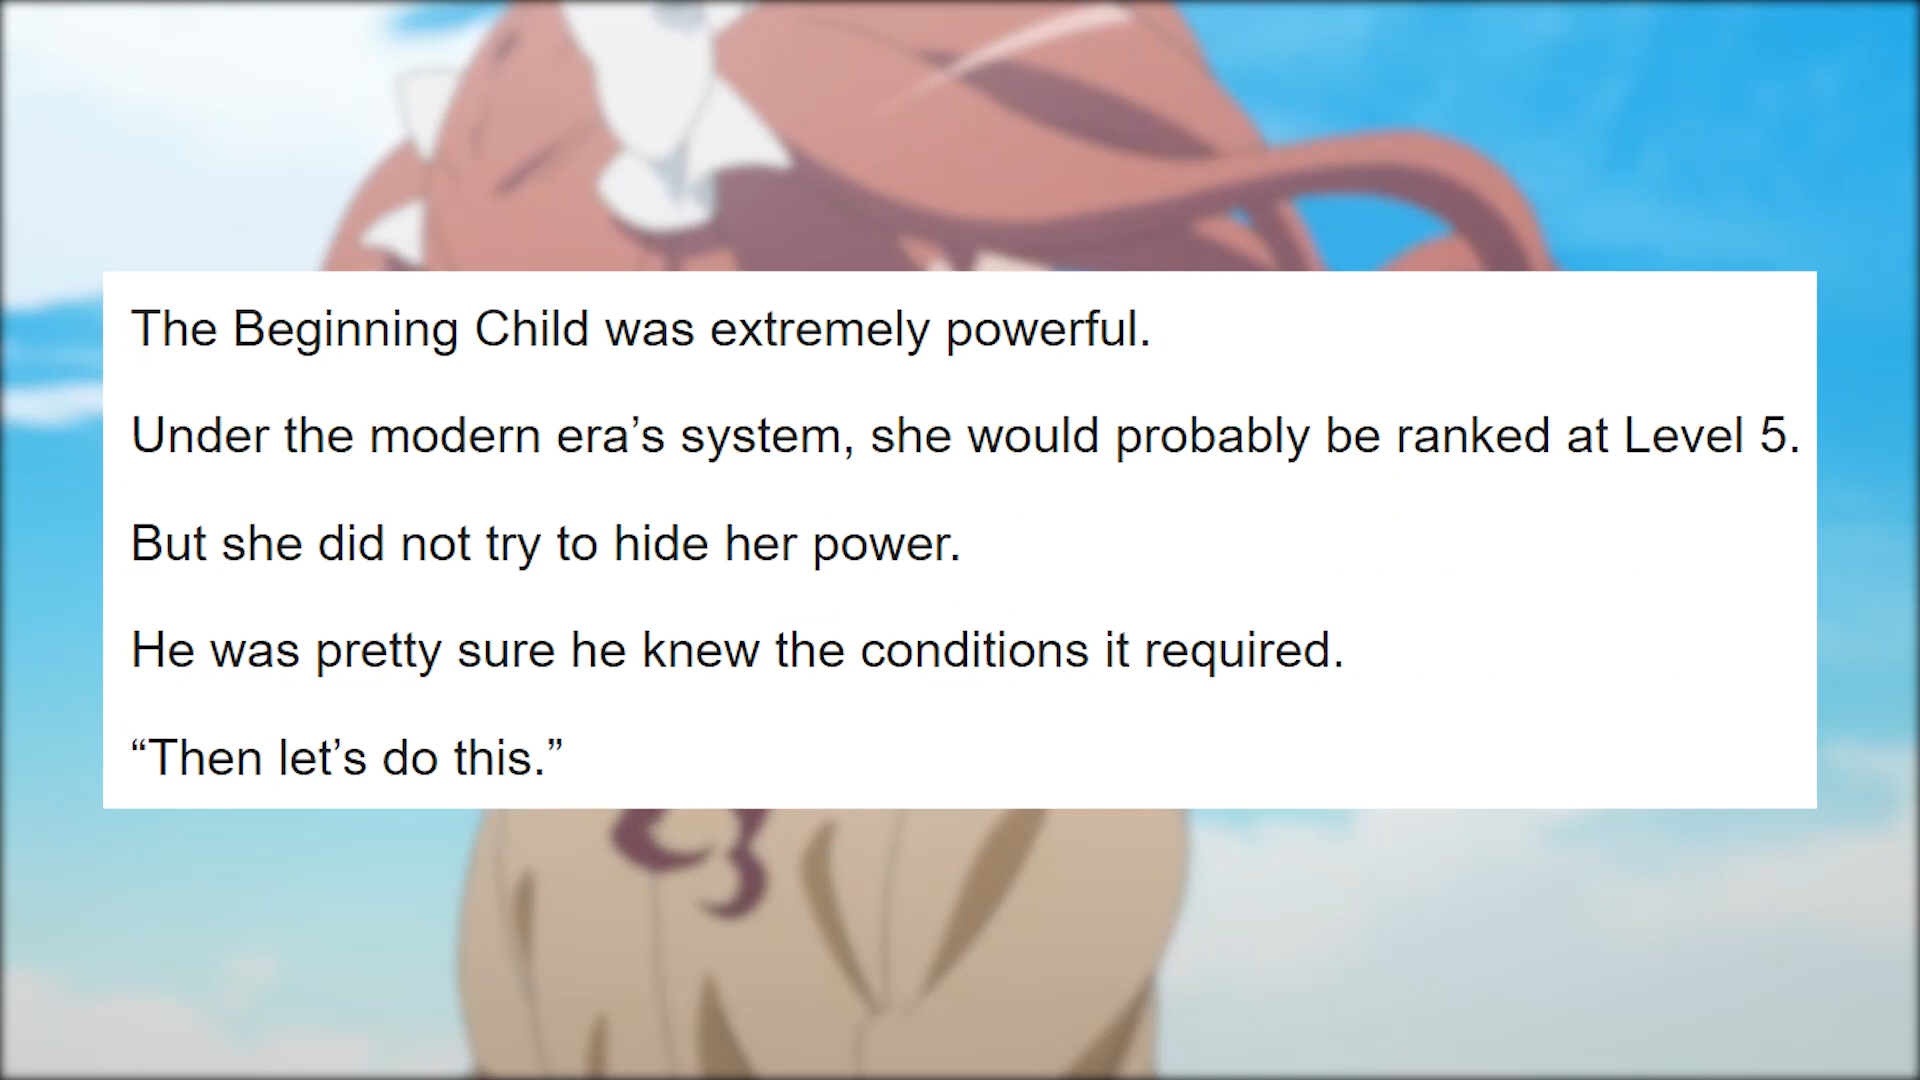 The Beginning Child was extremely powerful.
Under the modern era’s system, she would probably be ranked at Level 5.
But she did not try to hide her power.
He was pretty sure he knew the conditions it required.
“Then let’s do this.”